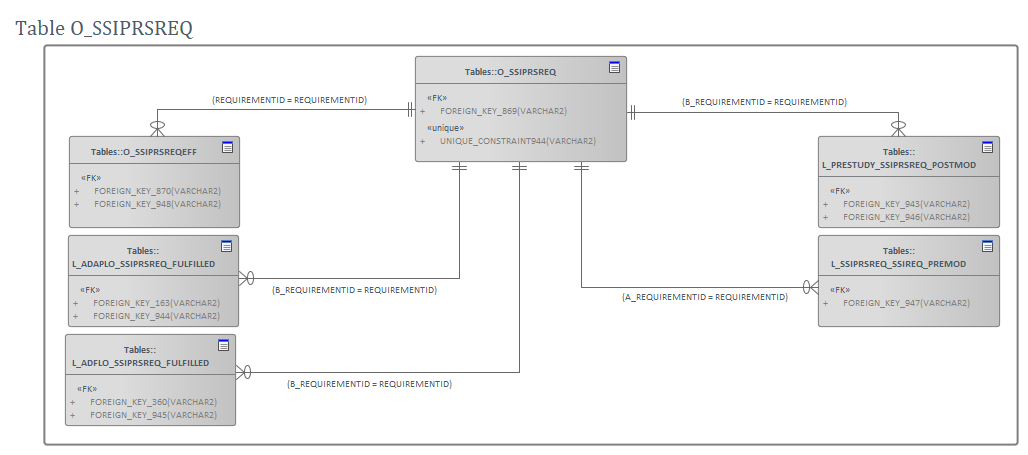 Table O_SSIPRSREQ
Tables::O_SSIPRSREQ
«FK»
+ FOREIGN_KEY_869(VARCHAR2)
«unique»
+ UNIQUE_CONSTRAINT944(VARCHAR2)
(REQUIREMENTID = REQUIREMENTID)
(B_REQUIREMENTID = REQUIREMENTID)
Tables::O_SSIPRSREQEFF
«FK»
+ FOREIGN_KEY_870(VARCHAR2)
+ FOREIGN_KEY_948(VARCHAR2)
Tables::
L_PRESTUDY_SSIPRSREQ_POSTMOD
«FK»
+ FOREIGN_KEY_943(VARCHAR2)
+ FOREIGN_KEY_946(VARCHAR2)
Tables::
L_ADAPLO_SSIPRSREQ_FULFILLED
«FK»
+ FOREIGN_KEY_163(VARCHAR2)
+ FOREIGN_KEY_944(VARCHAR2)
(B_REQUIREMENTID = REQUIREMENTID)
(A_REQUIREMENTID = REQUIREMENTID)
Tables::
L_SSIPRSREQ_SSIREQ_PREMOD
«FK»
+ FOREIGN_KEY_947(VARCHAR2)
Tables::
L_ADFLO_SSIPRSREQ_FULFILLED
«FK»
+ FOREIGN_KEY_360(VARCHAR2)
+ FOREIGN_KEY_945(VARCHAR2)
(B_REQUIREMENTID = REQUIREMENTID)